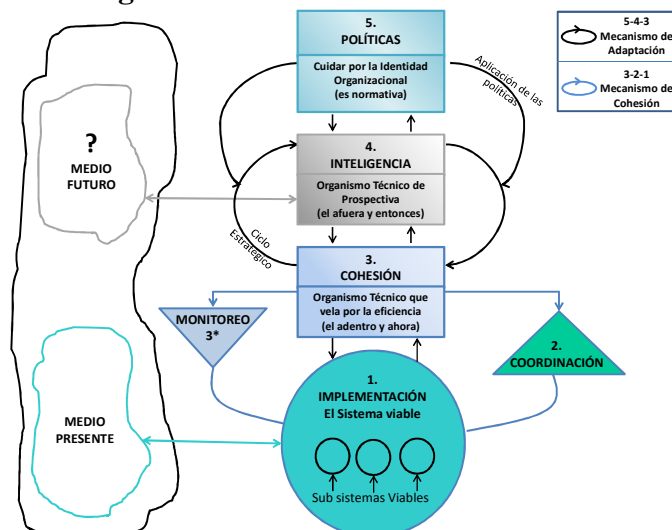 5.
POLÍTICAS
Cuidar por la Identidad
Organizacional
(es normativa)
Aplicación de las
políticas
5-4-3
Mecanismo de
Adaptación
3-2-1
Mecanismo de
Cohesión
?
MEDIO
FUTURO
4.
INTELIGENCIA
Organismo Técnico de
Prospectiva
(el afuera y entonces)
Ciclo
Estratégico
3.
COHESIÓN
Organismo Técnico que
vela por la eficiencia
(el adentro y ahora)
MONITOREO
3*
2.
COORDINACIÓN
1.
IMPLEMENTACIÓN
El Sistema viable
MEDIO
PRESENTE
Sub sistemas Viables